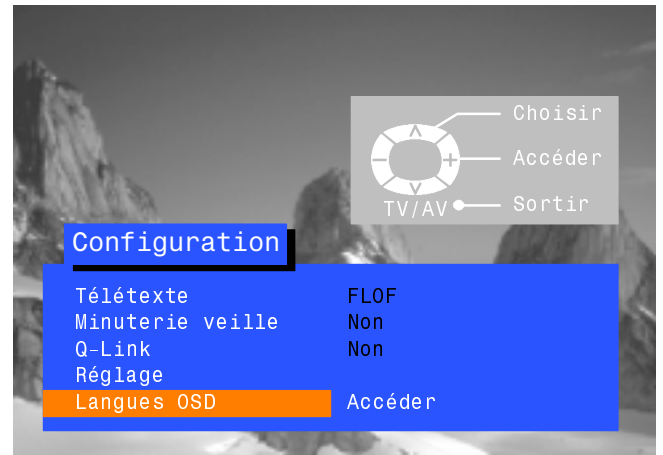 Choisir
Accéder
TV/AV Sortir
Configuration
Télétexte FLOF
Minuterie veille Non
Q-Link Non
Réglage
Langues OSD Accéder